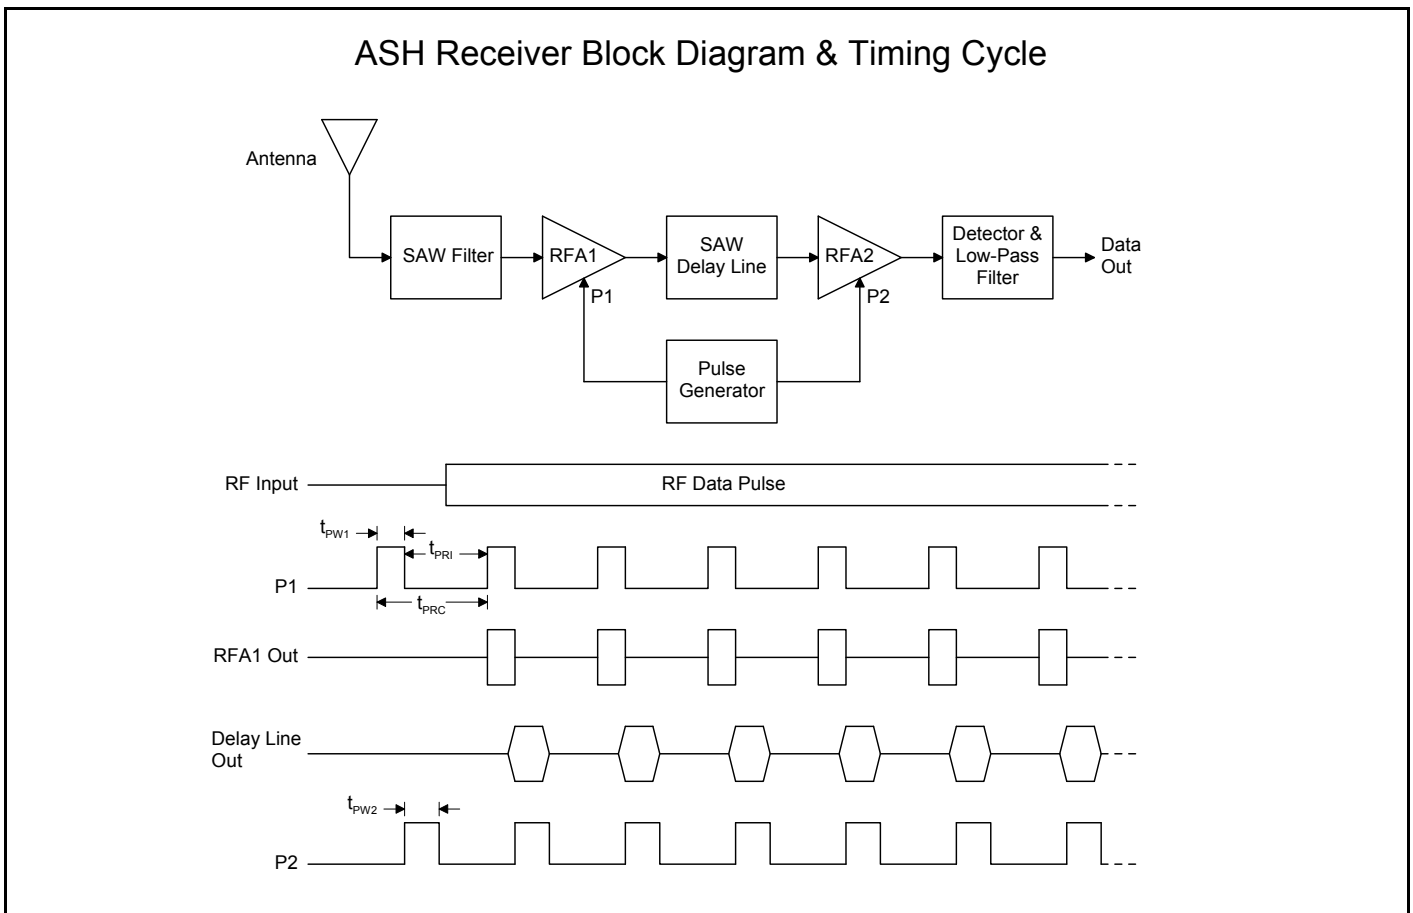 ASH Receiver Block Diagram & Timing Cycle
Antenna
SAW Filter
RFA1
SAW
Delay Line
RFA2
Detector &
Low-Pass
Filter
Data
Out
P1
P2
Pulse
Generator
RF Input
RF Data Pulse
tPW1
tPRI
P1
tPRC
RFA1 Out
Delay Line
Out
tPW2
P2